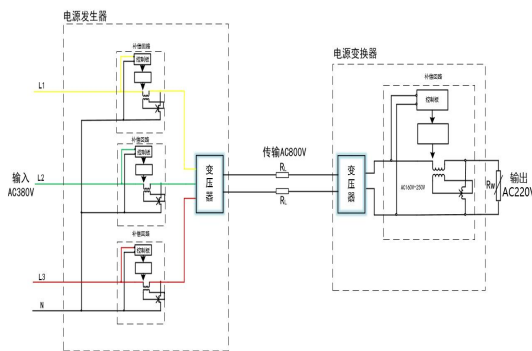 电源发生器
补偿回路
控制板
L1
补偿回路
控制板
输入
AC380V
L2
补偿回路
控制板
L3
N
变压器
传输AC800V
RL
RL
电源变换器
变压器
补偿回路
控制板
AC160V-250V
Rw
输出
AC220V